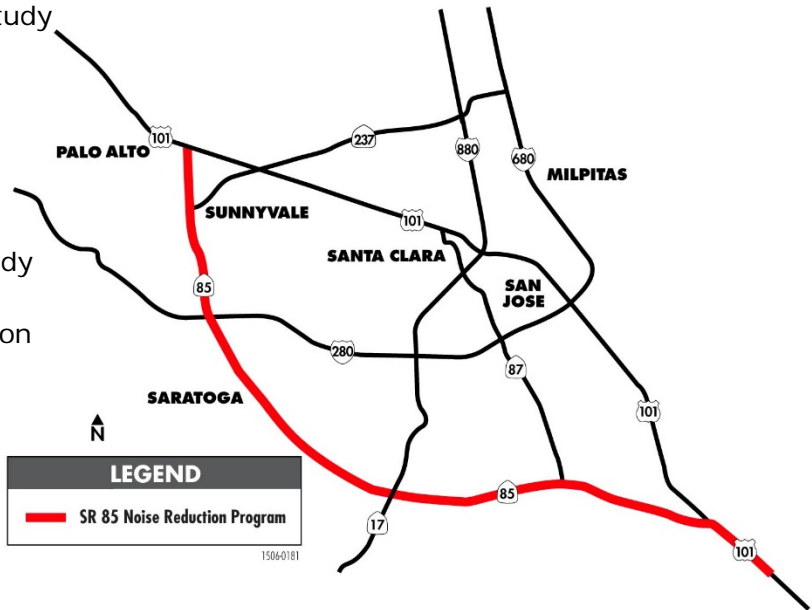 tudy
101
237
880
680
PALO ALTO
MILPITAS
SUNNYVALE
101
SANTA CLARA
dy
SAN
JOSE
85
on
280
87
SARATOGA
101
N
LEGEND
SR 85 Noise Reduction Program
85
17
101
1506-0181